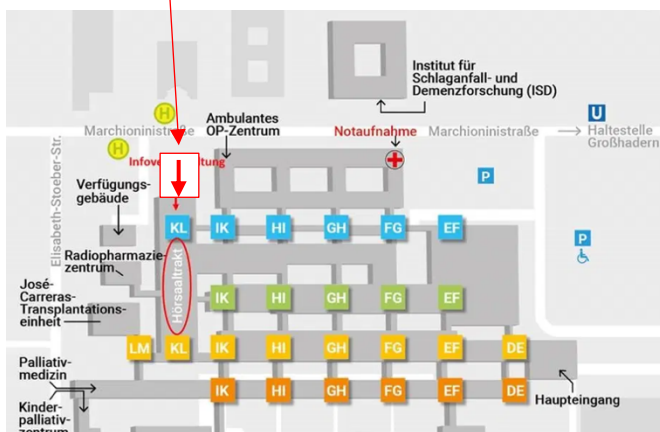 Institut für
Schlaganfall- und
Demenzforschung (ISD)
H
Ambulantes
OP-Zentrum
U
Marchioninistraße
Notaufnahme
Marchioninistraße
Haltestelle
Großhadern
H
Elisabeth-Stoeber-Str.
P
Verfügungs-
gebäude
KL IK HI GH FG EF
P
Radiopharmazie-
zentrum
Hörsaaltrakt
José-
Carreras-
Transplantations-
einheit
IK HI GH FG EF
LM KL IK HI GH FG EF DE
Palliativ-
medizin
IK HI GH FG EF DE
Haupteingang
Kinder-
palliativ-
zentrum